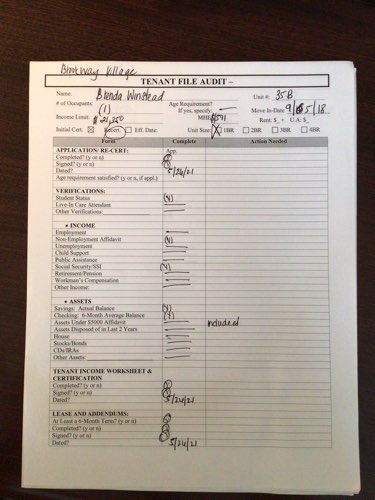 Brookway Village
TENANT FILE AUDIT –
Name: Brenda Winstead Unit #: 35B
# of Occupants: (1) Age Requirement?
If yes, specify: Move In-Date 9/5/18
Income Limit: $21,250 MHI $591 Rent: $_ + U.A: $_
Initial Cert. ☒ Recert. ☐ Eff. Date: Unit Size: ☒ 1BR ☐ 2BR ☐ 3BR ☐ 4BR
Form Complete Action Needed
APPLICATION/ RE-CERT: App.
Completed? (y or n)
Signed? (y or n)
Dated? 5/24/21
Age requirement satisfied? (y or n, if appl.)
VERIFICATIONS:
Student Status (Y)
Live-In Care Attendant
Other Verifications:
• INCOME
Employment
Non-Employment Affidavit (Y)
Unemployment
Child Support
Public Assistance
Social Security/SSI (Y)
Retirement/Pension
Workman's Compensation
Other Income:
• ASSETS
Savings: Actual Balance (Y)
Checking: 6-Month Average Balance (Y)
Assets Under $5000 Affidavit included
Assets Disposed of in Last 2 Years
House
Stocks/Bonds
CDs/IRAs
Other Assets:
TENANT INCOME WORKSHEET &
CERTIFICATION
Completed? (y or n)
Signed? (y or n)
Dated? 5/24/21
LEASE AND ADDENDUMS:
At Least a 6-Month Term? (y or n)
Completed? (y or n)
Signed? (y or n)
Dated? 5/24/21